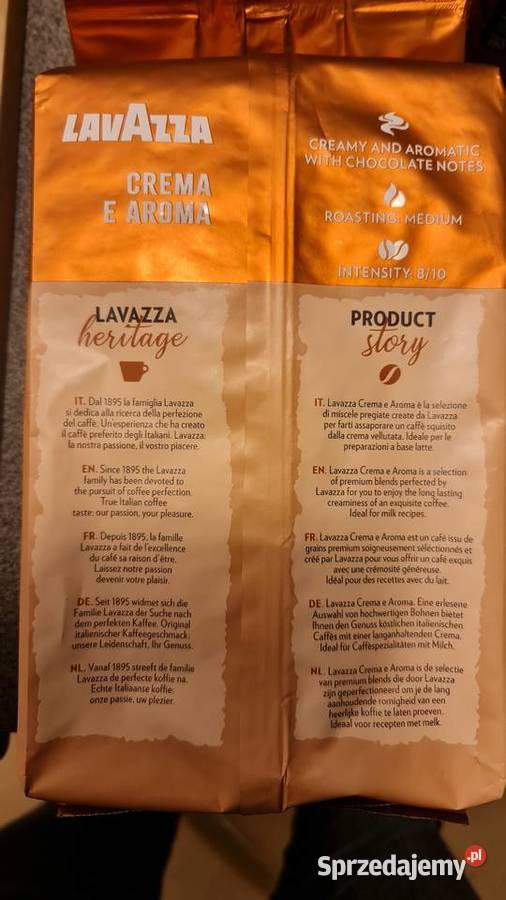 LAVAZZA
CREMA
E AROMA
CREAMY AND AROMATIC
WITH CHOCOLATE NOTES
ROASTING: MEDIUM
INTENSITY: 8/10
LAVAZZA
heritage
IT. Dal 1895 la famiglia Lavazza
si dedica alla ricerca della perfezione
del caffè. Un'esperienza che ha creato
il caffè preferito degli Italiani. Lavazza:
la nostra passione, il vostro piacere.
EN. Since 1895 the Lavazza
family has been devoted to
the pursuit of coffee perfection.
True Italian coffee
taste: our passion, your pleasure.
FR. Depuis 1895, la famille
Lavazza a fait de l'excellence
du café sa raison d'être.
Laissez notre passion
devenir votre plaisir.
DE. Seit 1895 widmet sich die
Familie Lavazza der Suche nach
dem perfekten Kaffee. Original
italienischer Kaffeegeschmack:
unsere Leidenschaft, Ihr Genuss.
NL. Vanaf 1895 streeft de familie
Lavazza de perfecte koffie na.
Echte Italiaanse koffie:
onze passie, uw plezier.
PRODUCT
story
IT. Lavazza Crema e Aroma è la selezione
di miscele pregiate create da Lavazza
per farti assaporare un caffè squisito
dalla crema vellutata. Ideale per le
preparazioni a base latte.
EN. Lavazza Crema e Aroma is a selection
of premium blends perfected by
Lavazza for you to enjoy the long lasting
creaminess of an exquisite coffee.
Ideal for milk recipes.
FR. Lavazza Crema e Aroma est un café issu de
grains premium soigneusement sélectionnés et
créé par Lavazza pour vous offrir un café exquis
avec une crémosité généreuse.
Idéal pour des recettes avec du lait.
DE. Lavazza Crema e Aroma. Eine erlesene
Auswahl von hochwertigen Bohnen bietet
Ihnen den Genuss köstlichen italienischen
Caffès mit einer langanhaltenden Crema.
Ideal für Caffèspezialitäten mit Milch.
NL. Lavazza Crema e Aroma is de selectie
van premium blends die door Lavazza
zijn geperfectioneerd om je de lang
aanhoudende romigheid van een
heerlijke koffie te laten proeven.
Ideaal voor recepten met melk.
Sprzedajemy.pl